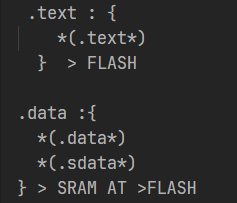 .text : {
*(.text*)
} > FLASH
.data :{
*(.data*)
*(.sdata*)
} > SRAM AT >FLASH